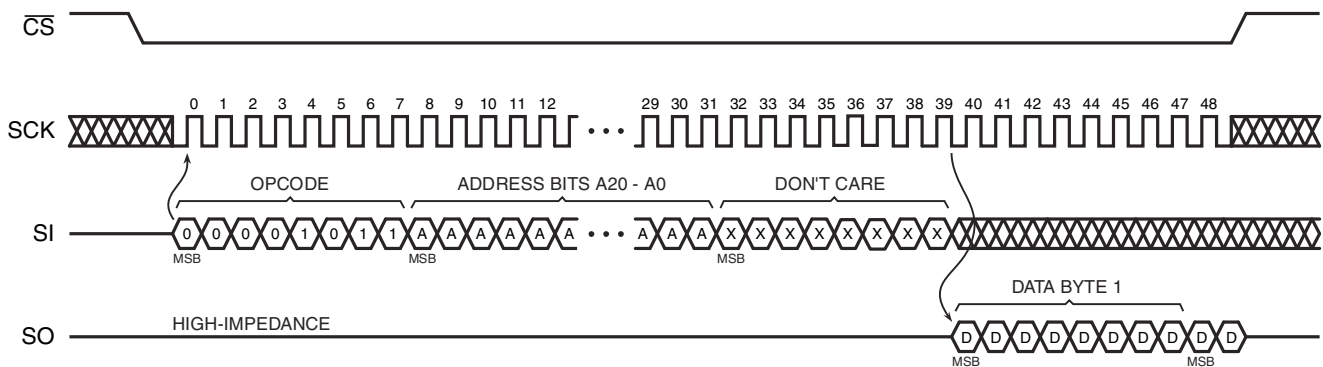 CS
0 1 2 3 4 5 6 7 8 9 10 11 12 29 30 31 32 33 34 35 36 37 38 39 40 41 42 43 44 45 46 47 48
SCK
OPCODE ADDRESS BITS A20 - A0 DON'T CARE
SI 0 0 0 0 1 0 1 1 A A A A A A A A A X X X X X X X X
MSB MSB MSB
DATA BYTE 1
HIGH-IMPEDANCE
SO D D D D D D D D D D
MSB MSB